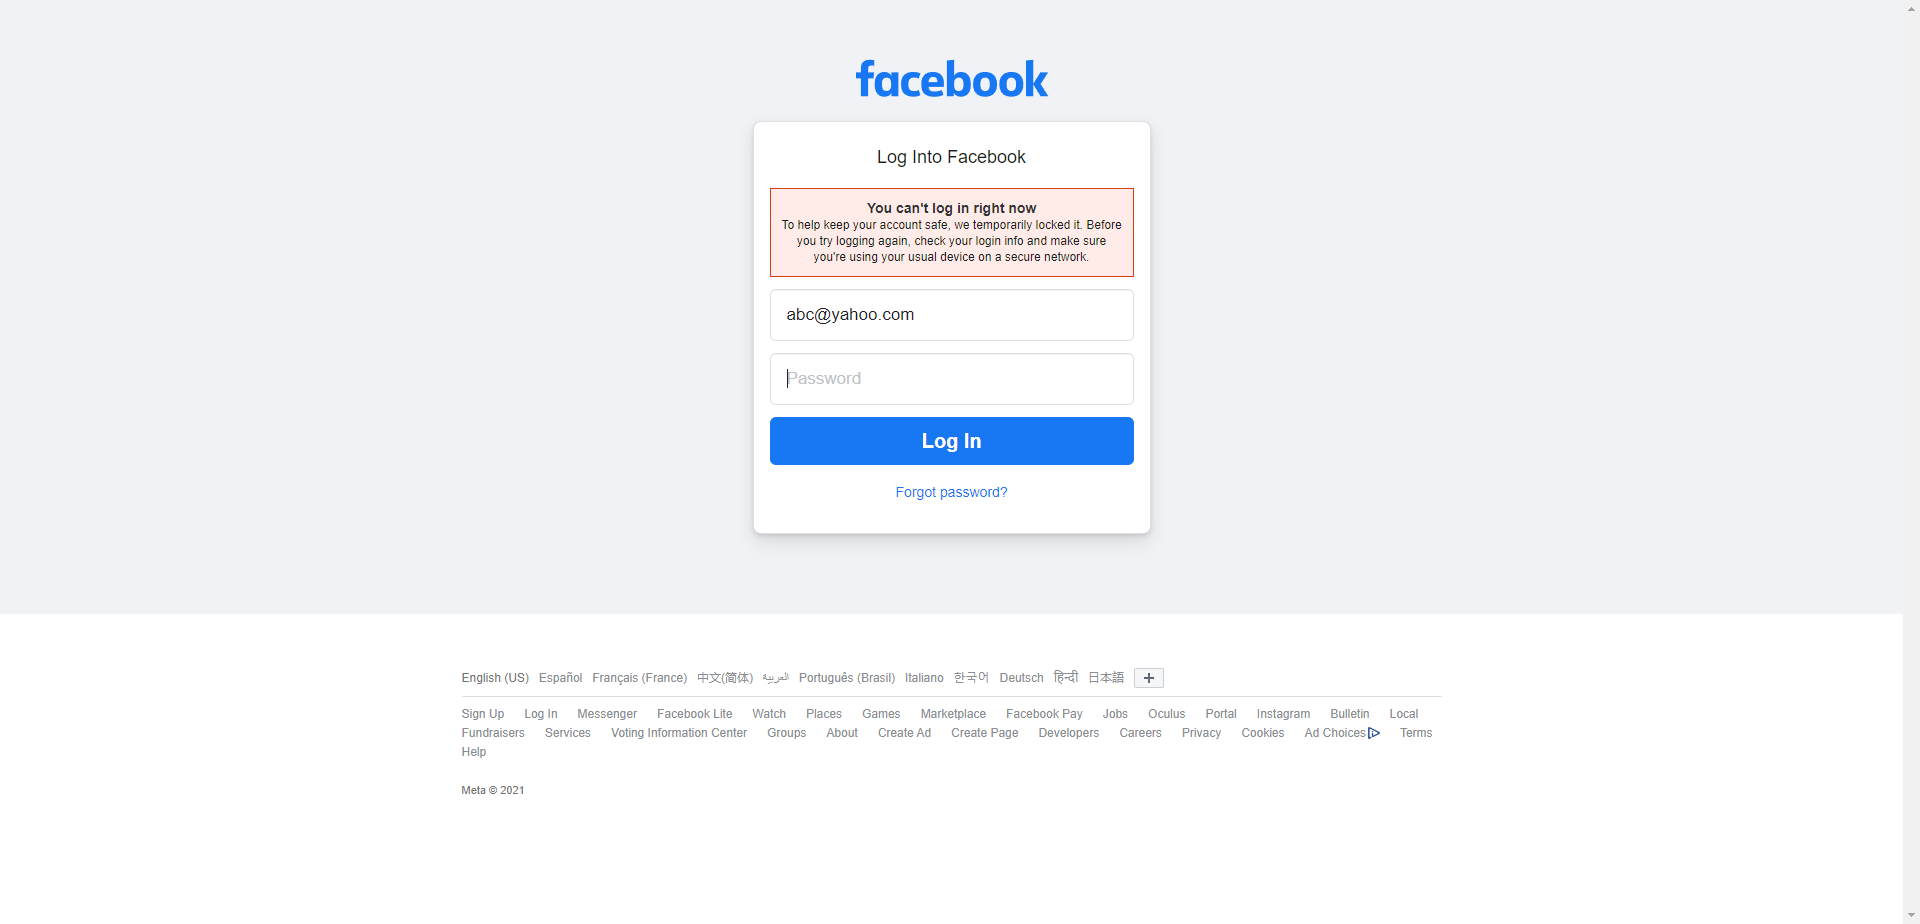 facebook
Log Into Facebook
You can't log in right now
To help keep your account safe, we temporarily locked it. Before
you try logging again, check your login info and make sure
you're using your usual device on a secure network.
abc@yahoo.com
Password
Log In
Forgot password?
English (US) Español Français (France) 中文(简体) العربية Português (Brasil) Italiano 한국어 Deutsch हिन्दी 日本語
Sign Up Log In Messenger Facebook Lite Watch Places Games Marketplace Facebook Pay Jobs Oculus Portal Instagram Bulletin Local
Fundraisers Services Voting Information Center Groups About Create Ad Create Page Developers Careers Privacy Cookies Ad Choices Terms
Help
Meta © 2021